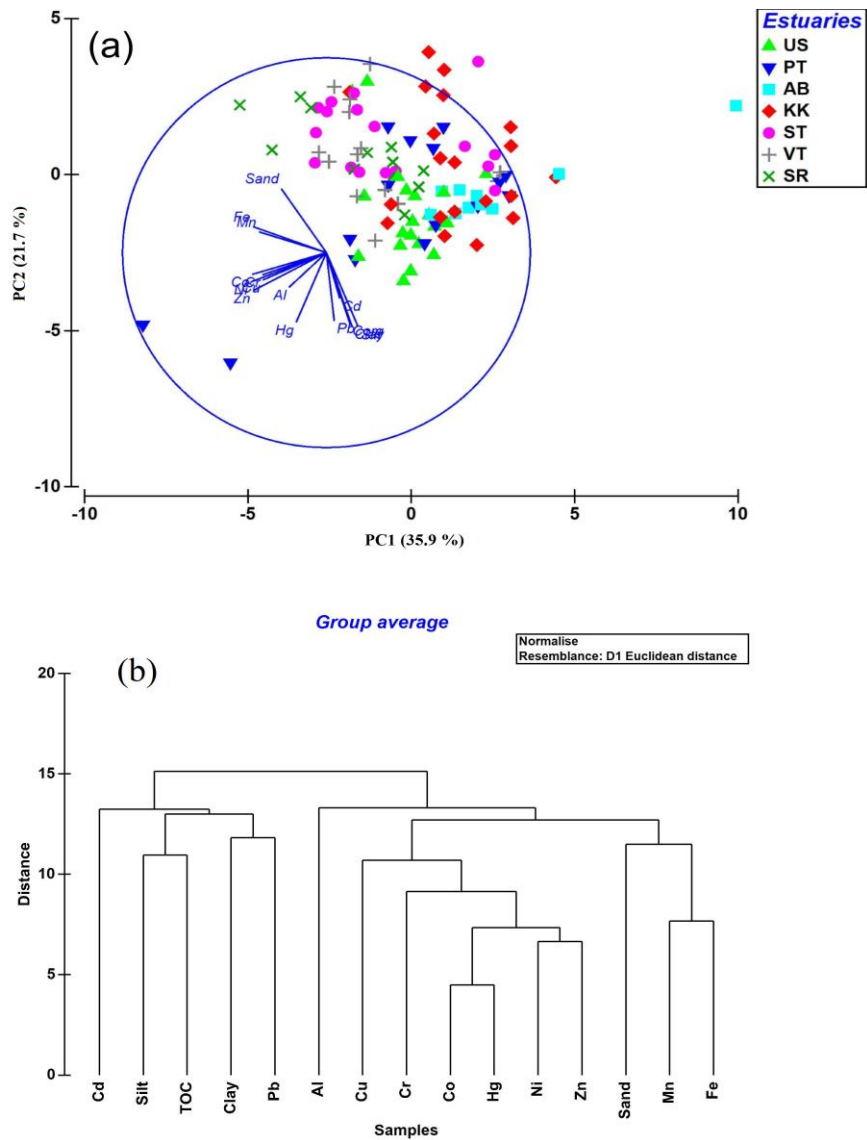 (a)
Estuaries
US
PT
AB
KK
ST
VT
SR
5
0
-5
-10
PC2 (21.7 %)
Sand
Fe
Mn
Zn
Al
Hg
Cd
Pb
-10
-5
0
5
10
PC1 (35.9 %)
Group average
Normalise
Resemblance: D1 Euclidean distance
(b)
20
15
10
5
0
Distance
Cd
Silt
TOC
Clay
Pb
Al
Cu
Cr
Co
Hg
Ni
Zn
Sand
Mn
Fe
Samples